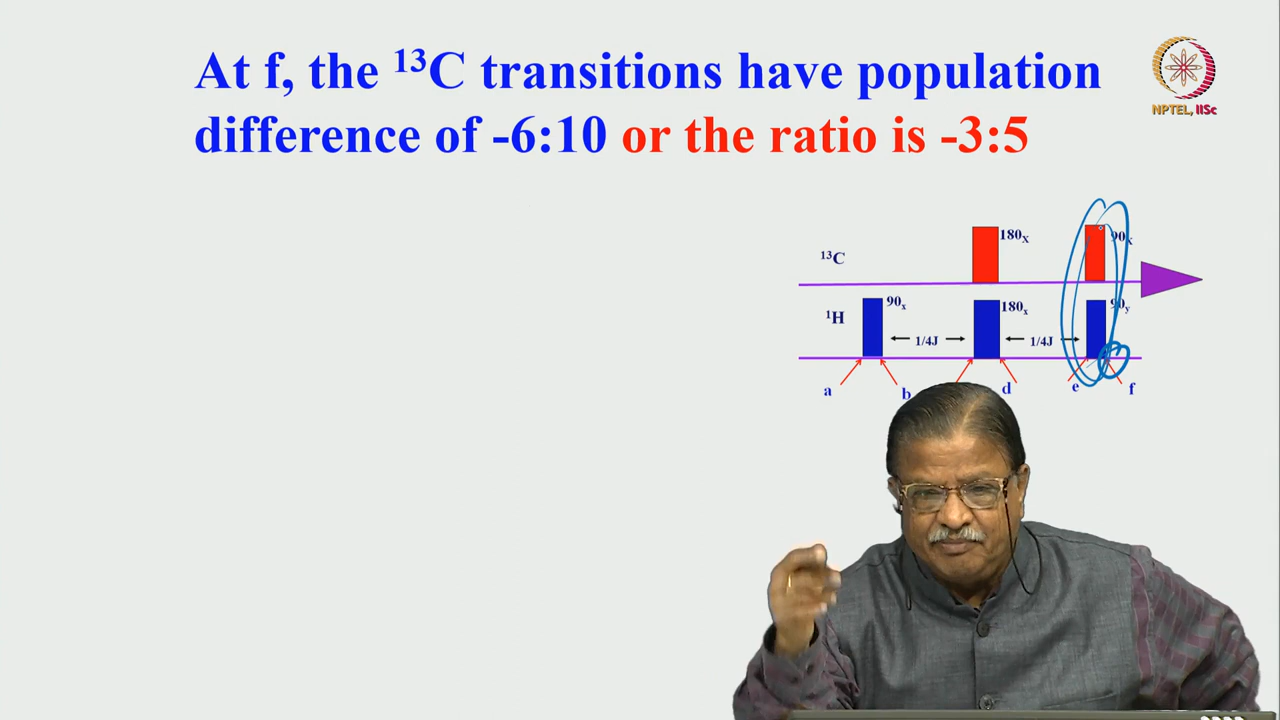 At f, the ¹³C transitions have population
difference of -6:10 or the ratio is -3:5
NPTEL, IISc
¹³C
180ₓ
90ₓ
¹H
90ₓ
1/4J
180ₓ
1/4J
90ᵧ
a
b
d
e
f